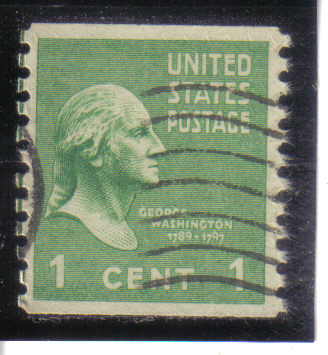 UNITED
STATES
POSTAGE
GEORGE
WASHINGTON
1789-1797
1 CENT 1